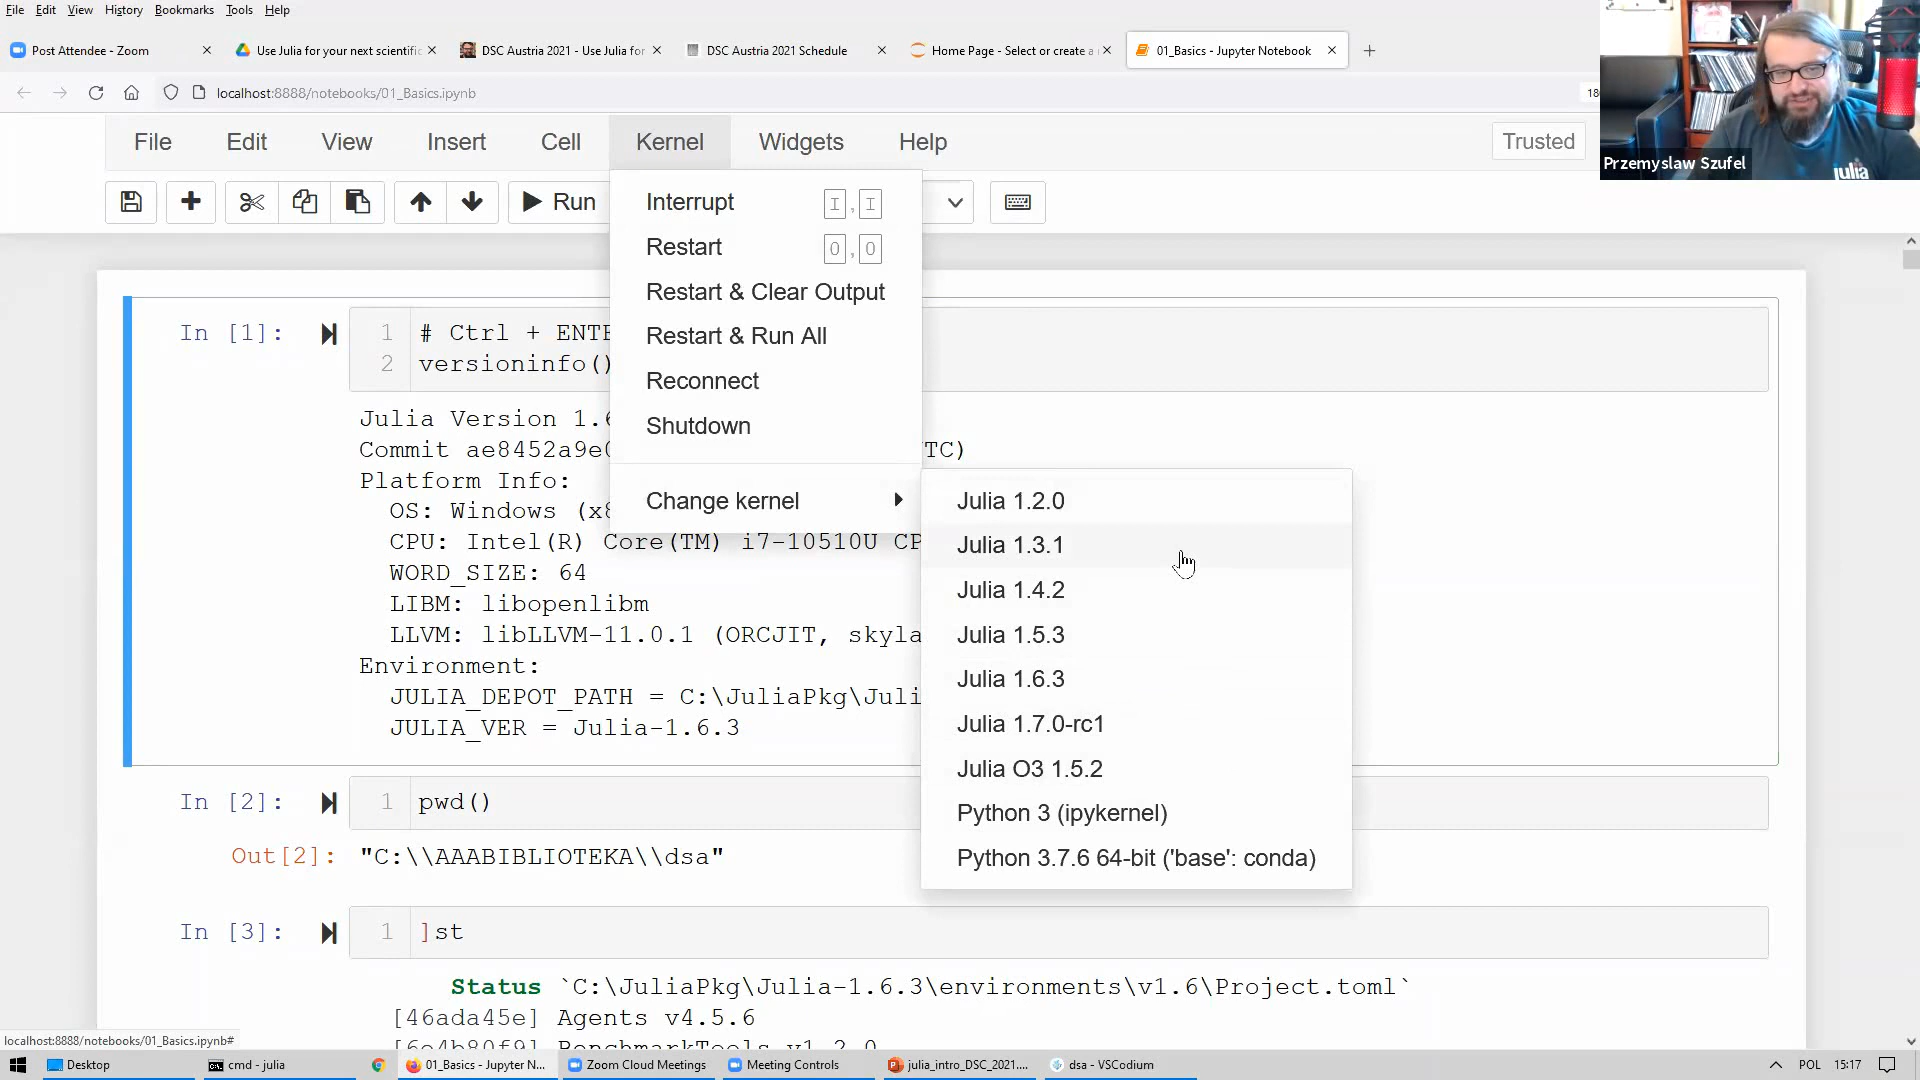 File Edit View History Bookmarks Tools Help
Post Attendee - Zoom
Use Julia for your next scientific
DSC Austria 2021 - Use Julia for
DSC Austria 2021 Schedule
Home Page - Select or create a
01_Basics - Jupyter Notebook
localhost:8888/notebooks/01_Basics.ipynb
File Edit View Insert Cell Kernel Widgets Help
Trusted
Przemyslaw Szufel
julia
Run
Interrupt I , I
Restart 0 , 0
Restart & Clear Output
Restart & Run All
Reconnect
Shutdown
Change kernel
Julia 1.2.0
Julia 1.3.1
Julia 1.4.2
Julia 1.5.3
Julia 1.6.3
Julia 1.7.0-rc1
Julia O3 1.5.2
Python 3 (ipykernel)
Python 3.7.6 64-bit ('base': conda)
In [1]:
1 # Ctrl + ENTE
2 versioninfo()
Julia Version 1.6
Commit ae8452a9e0 TC)
Platform Info:
OS: Windows (x8
CPU: Intel(R) Core(TM) i7-10510U CP
WORD_SIZE: 64
LIBM: libopenlibm
LLVM: libLLVM-11.0.1 (ORCJIT, skyla
Environment:
JULIA_DEPOT_PATH = C:\JuliaPkg\Juli
JULIA_VER = Julia-1.6.3
In [2]: 1 pwd()
Out[2]: "C:\\AAABIBLIOTEKA\\dsa"
In [3]: 1 ]st
Status `C:\JuliaPkg\Julia-1.6.3\environments\v1.6\Project.toml`
[46ada45e] Agents v4.5.6
[6e4b80f9] BenchmarkTools v1.2.0
localhost:8888/notebooks/01_Basics.ipynb#
Desktop
cmd - julia
01_Basics - Jupyter N...
Zoom Cloud Meetings
Meeting Controls
julia_intro_DSC_2021....
dsa - VSCodium
POL 15:17